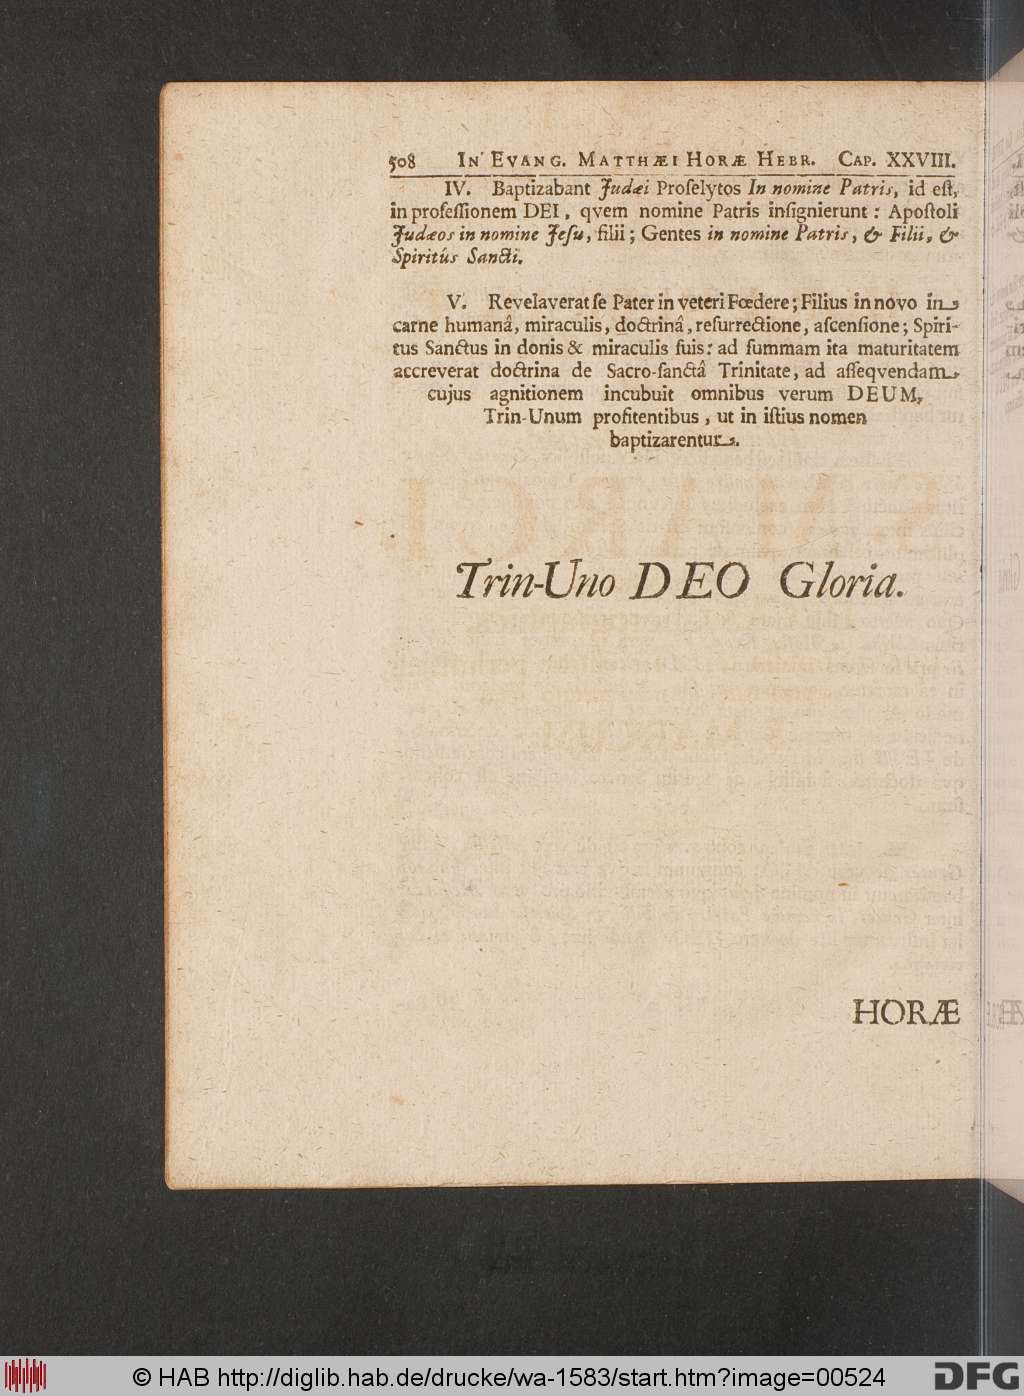 508 IN EVANG. MATTHÆI HORÆ HEBR. CAP. XXVIII.
IV. Baptizabant Judæi Proſelytos In nomine Patris, id eſt,
in profeſſionem DEI, qvem nomine Patris inſignierunt: Apoſtoli
Judæos in nomine Jeſu, filii; Gentes in nomine Patris, & Filii, &
Spiritús Sancti.
V. Revelaverat ſe Pater in veteri Fœdere; Filius in novo in
carne humanâ, miraculis, doctrinâ, reſurrectione, aſcenſione; Spiri-
tus Sanctus in donis & miraculis ſuis: ad ſummam ita maturitatem
accreverat doctrina de Sacro-ſanctâ Trinitate, ad aſſeqvendam
cujus agnitionem incubuit omnibus verum DEUM,
Trin-Unum profitentibus, ut in iſtius nomen
baptizarentur.
Trin-Uno DEO Gloria.
HORÆ
© HAB http://diglib.hab.de/drucke/wa-1583/start.htm?image=00524
DFG